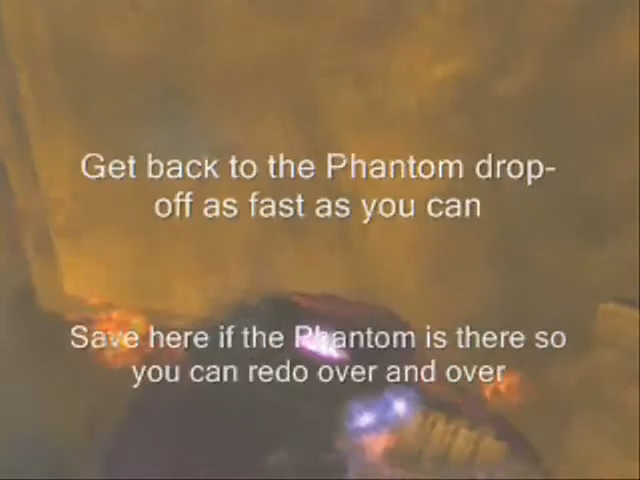 Get back to the Phantom drop-
off as fast as you can
Save here if the Phantom is there so
you can redo over and over